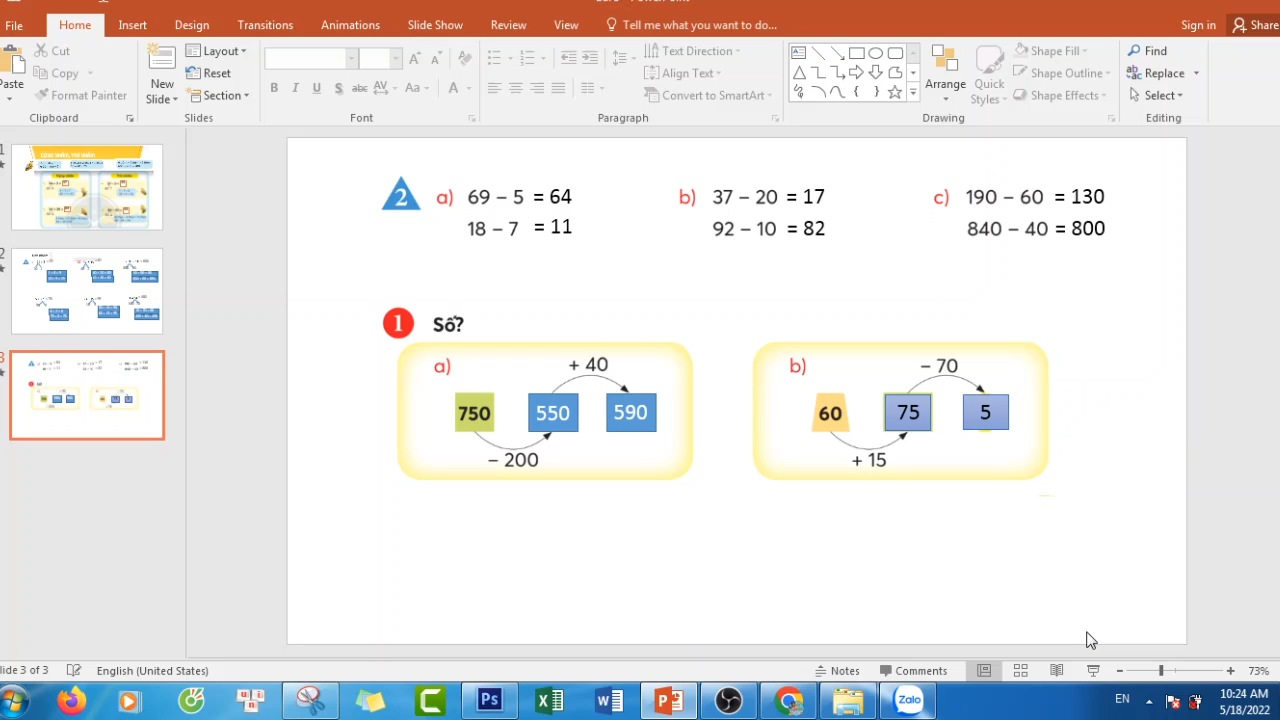 File Home Insert Design Transitions Animations Slide Show Review View Tell me what you want to do... Sign in Share
Cut
Copy
Format Painter
Paste
New Slide
Layout
Reset
Section
Text Direction
Align Text
Convert to SmartArt
Arrange
Quick Styles
Shape Fill
Shape Outline
Shape Effects
Find
Replace
Select
Clipboard Slides Font Paragraph Drawing Editing
1
2
3
2 a) 69 – 5 = 64 b) 37 – 20 = 17 c) 190 – 60 = 130
18 – 7 = 11 92 – 10 = 82 840 – 40 = 800
1 Số?
a) + 40
750 550 590
– 200
b) – 70
60 75 5
+ 15
lide 3 of 3 English (United States) Notes Comments 73%
EN 10:24 AM
5/18/2022
Zalo